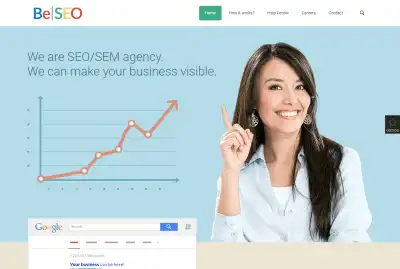 Be|SEO
Home
How it works?
Help Center
Careers
Contact
We are SEO/SEM agency.
We can make your business visible.
Google
Search
Your business can be here!